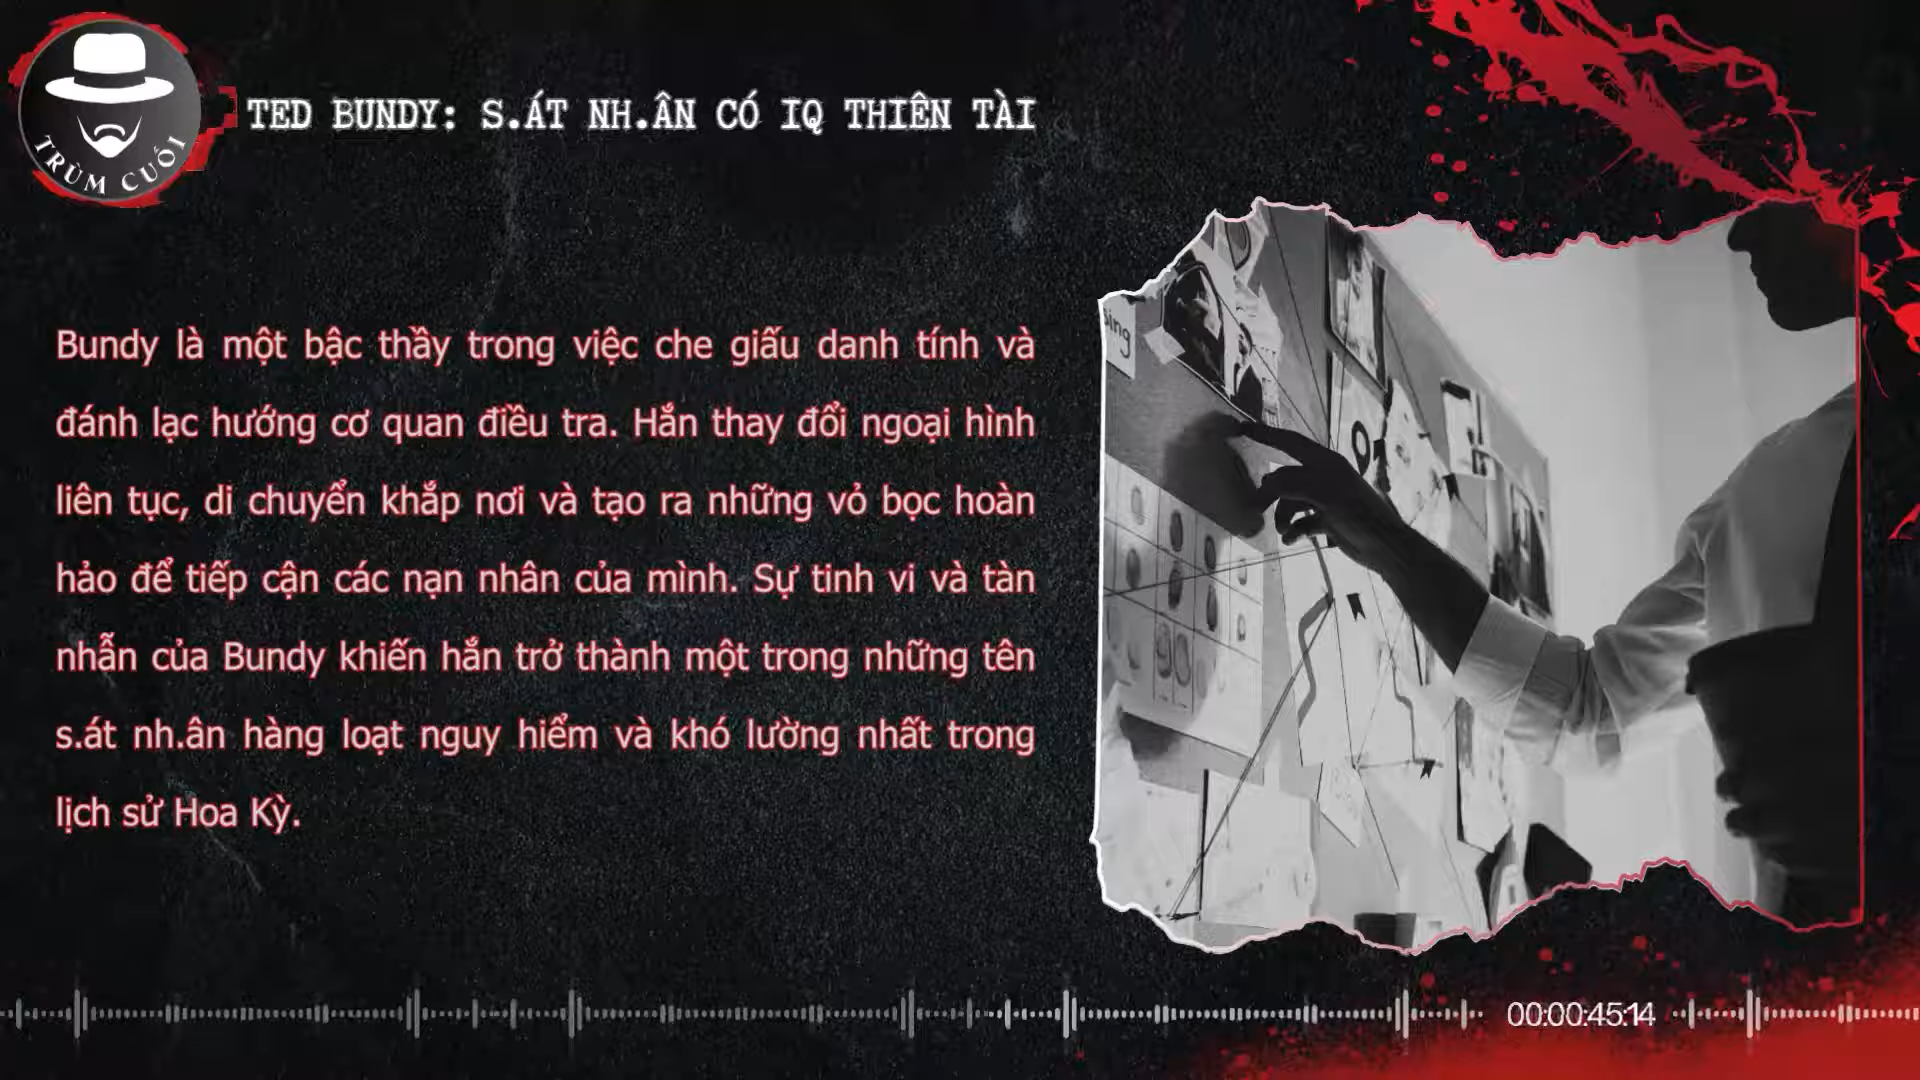 TRÙM CUỐI
TED BUNDY: S.ÁT NH.ÂN CÓ IQ THIÊN TÀI
Bundy là một bậc thầy trong việc che giấu danh tính và
đánh lạc hướng cơ quan điều tra. Hắn thay đổi ngoại hình
liên tục, di chuyển khắp nơi và tạo ra những vỏ bọc hoàn
hảo để tiếp cận các nạn nhân của mình. Sự tinh vi và tàn
nhẫn của Bundy khiến hắn trở thành một trong những tên
s.át nh.ân hàng loạt nguy hiểm và khó lường nhất trong
lịch sử Hoa Kỳ.
sing
90
00:00:45:14